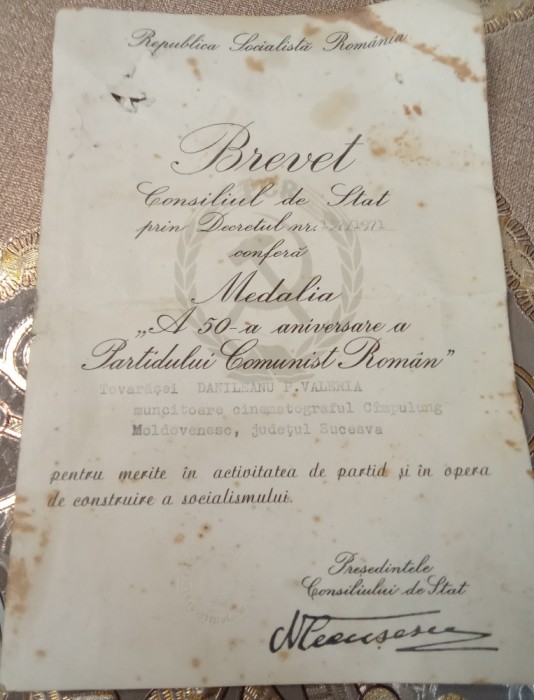 Republica Socialistă România
Brevet
Consiliul de Stat
prin Decretul nr.
conferă
Medalia
„A 50-a aniversare a
Partidului Comunist Român”
Tovarășei DANILEANU P.VALERIA
muncitoare cinematograful Cîmpulung
Moldovenesc, județul Suceava
pentru merite în activitatea de partid și în opera
de construire a socialismului.
Președintele
Consiliului de Stat
NCeaușescu